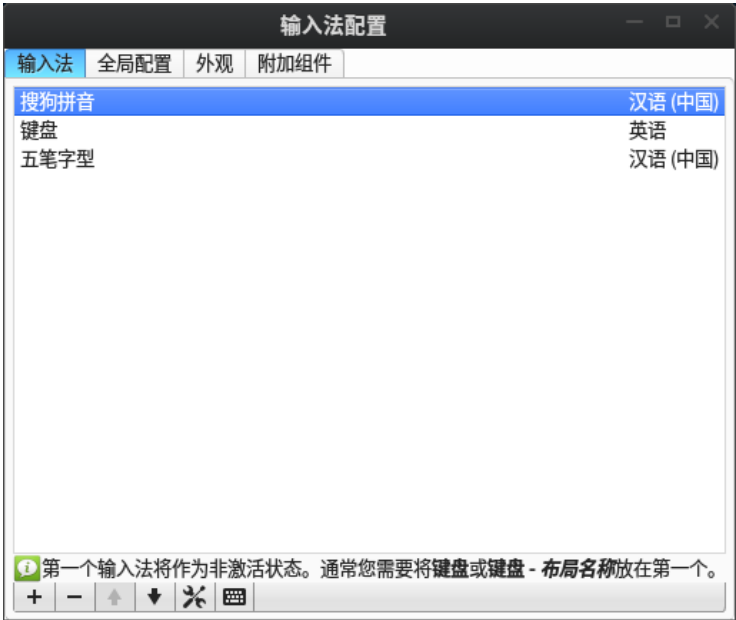 输入法配置
输入法 全局配置 外观 附加组件
搜狗拼音 汉语 (中国)
键盘 英语
五笔字型 汉语 (中国)
第一个输入法将作为非激活状态。通常您需要将键盘或键盘 - 布局名称放在第一个。